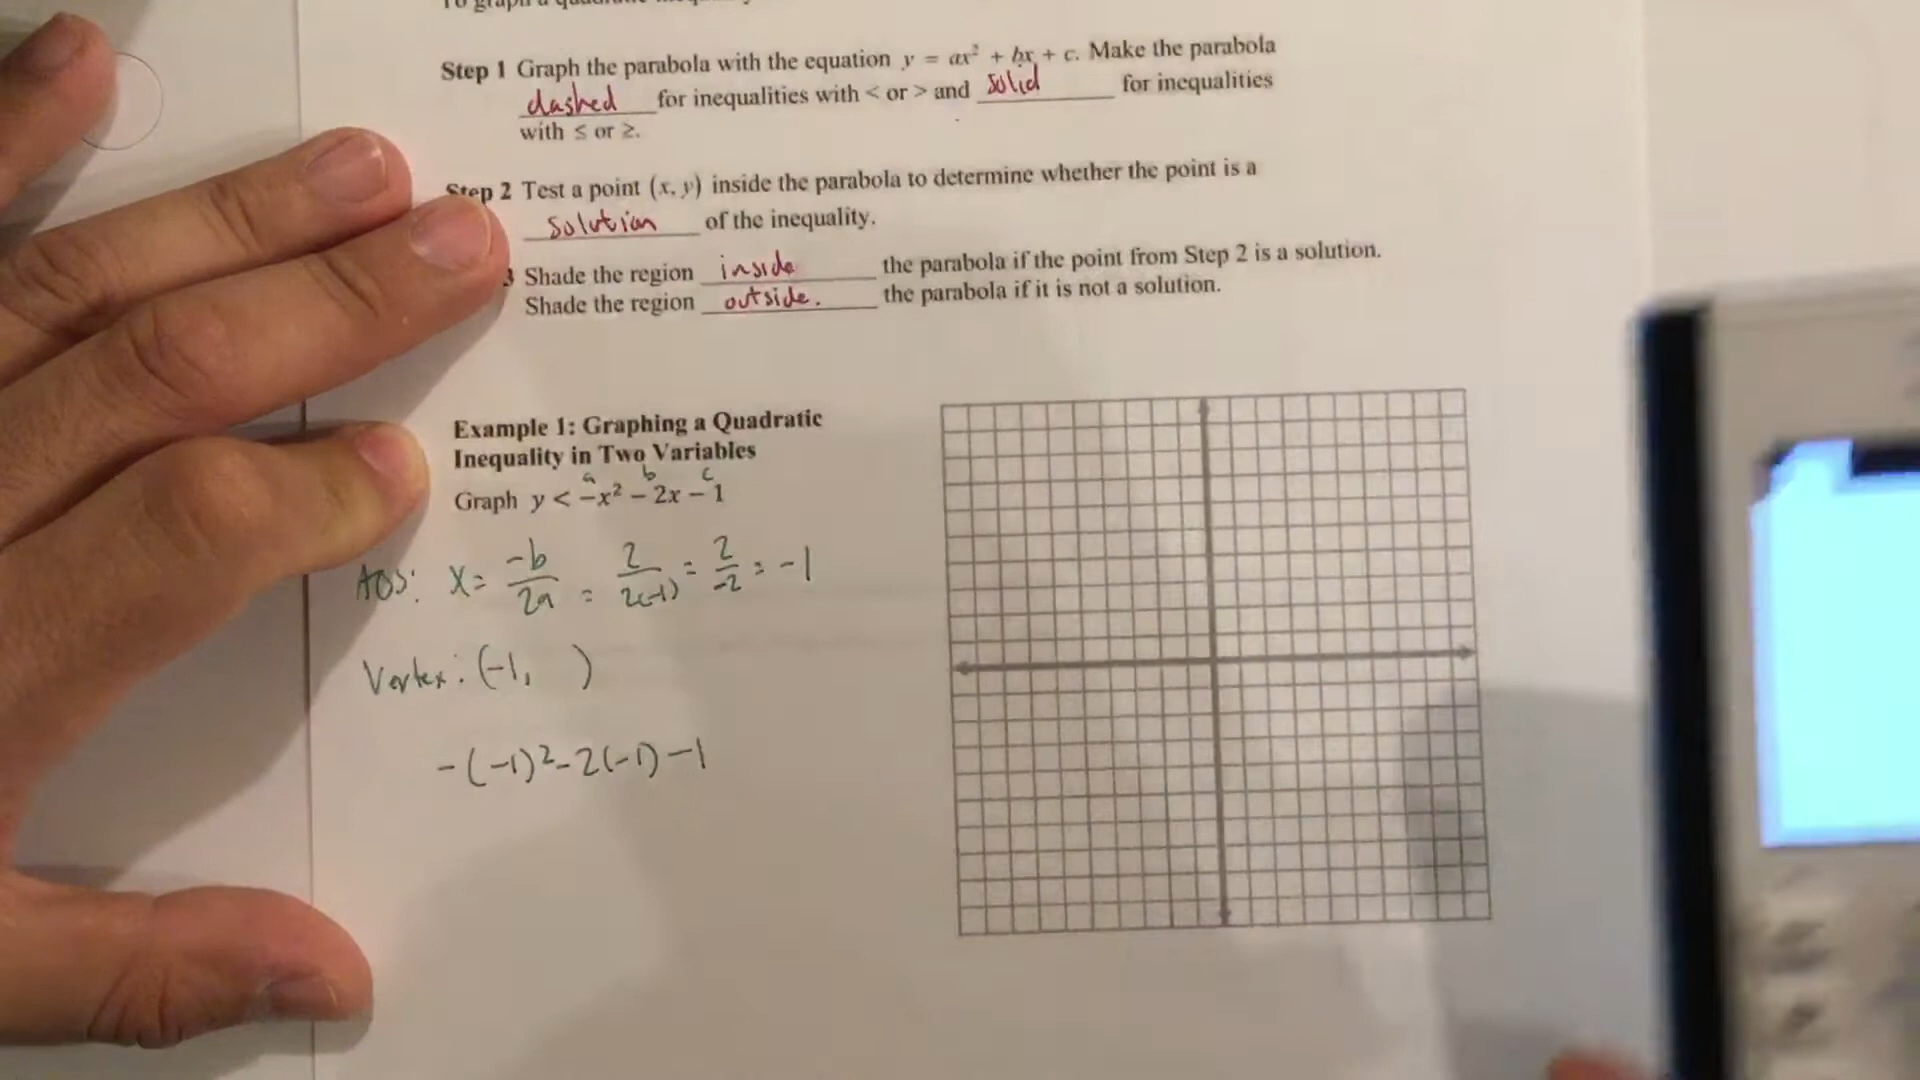 To graph a
Step 1 Graph the parabola with the equation y = ax² + bx + c. Make the parabola
dashed for inequalities with < or > and solid for inequalities
with ≤ or ≥.
Step 2 Test a point (x, y) inside the parabola to determine whether the point is a
solution of the inequality.
3 Shade the region inside the parabola if the point from Step 2 is a solution.
Shade the region outside. the parabola if it is not a solution.
Example 1: Graphing a Quadratic
Inequality in Two Variables
a b c
Graph y < -x² - 2x - 1
AOS: x = -b/2a = 2/2(-1) = 2/-2 = -1
Vertex: (-1, )
-(-1)²-2(-1)-1